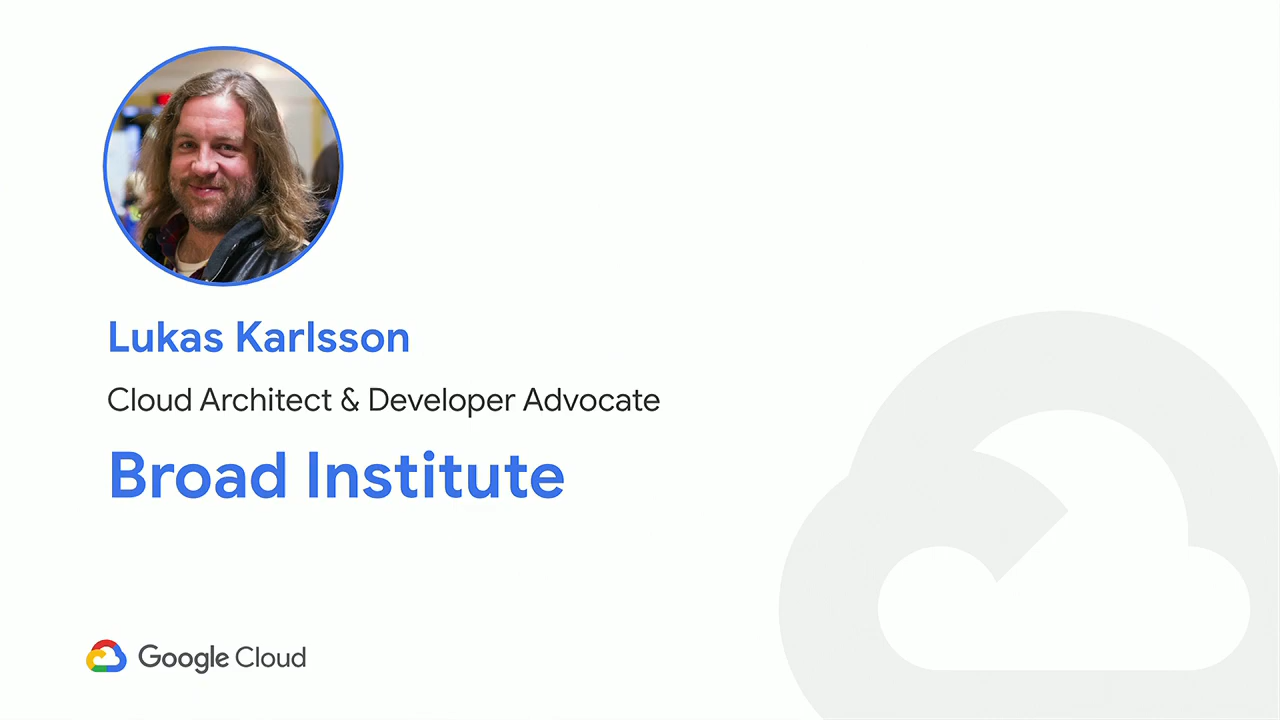 Lukas Karlsson
Cloud Architect & Developer Advocate
Broad Institute
Google Cloud